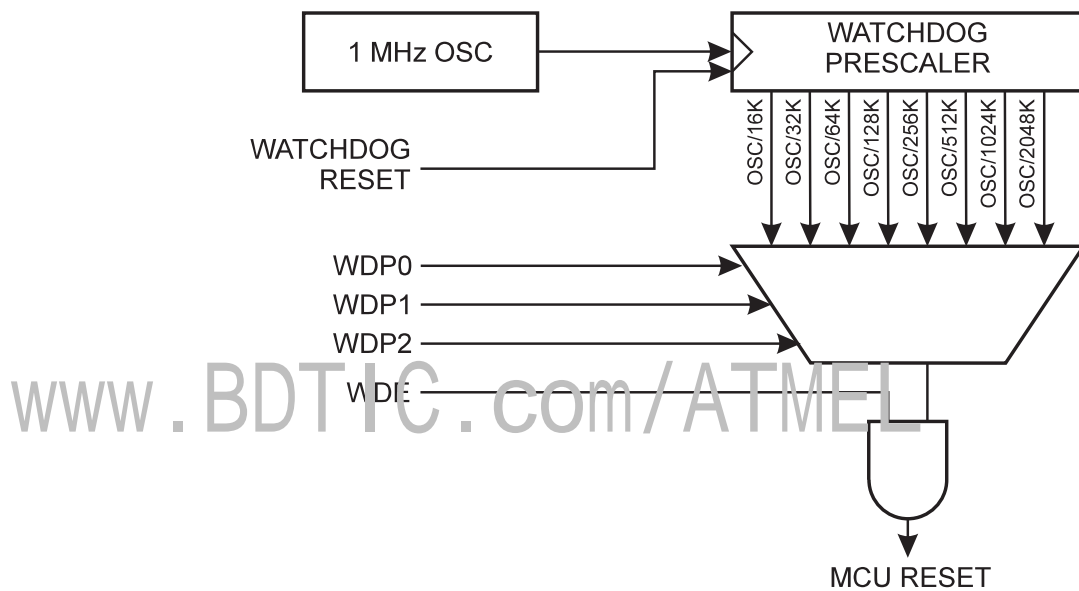 1 MHz OSC
WATCHDOG
PRESCALER
WATCHDOG
RESET
OSC/16K
OSC/32K
OSC/64K
OSC/128K
OSC/256K
OSC/512K
OSC/1024K
OSC/2048K
WDP0
WDP1
WDP2
WDE
www.BDTIC.com/ATMEL
MCU RESET